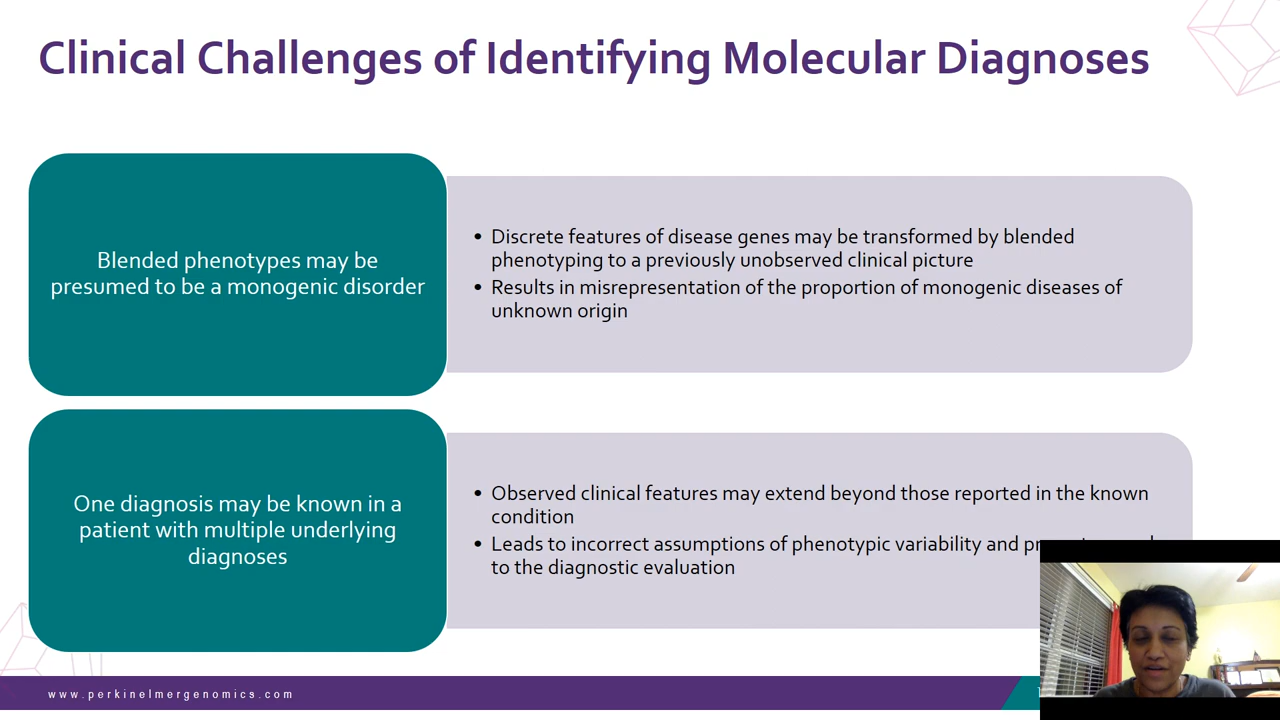 Clinical Challenges of Identifying Molecular Diagnoses
Blended phenotypes may be
presumed to be a monogenic disorder
• Discrete features of disease genes may be transformed by blended
phenotyping to a previously unobserved clinical picture
• Results in misrepresentation of the proportion of monogenic diseases of
unknown origin
One diagnosis may be known in a
patient with multiple underlying
diagnoses
• Observed clinical features may extend beyond those reported in the known
condition
• Leads to incorrect assumptions of phenotypic variability and
to the diagnostic evaluation
www.perkinelmergenomics.com